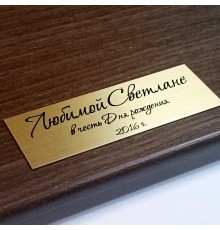 Любимой Светлане
в честь Дня рождения
2016 г.